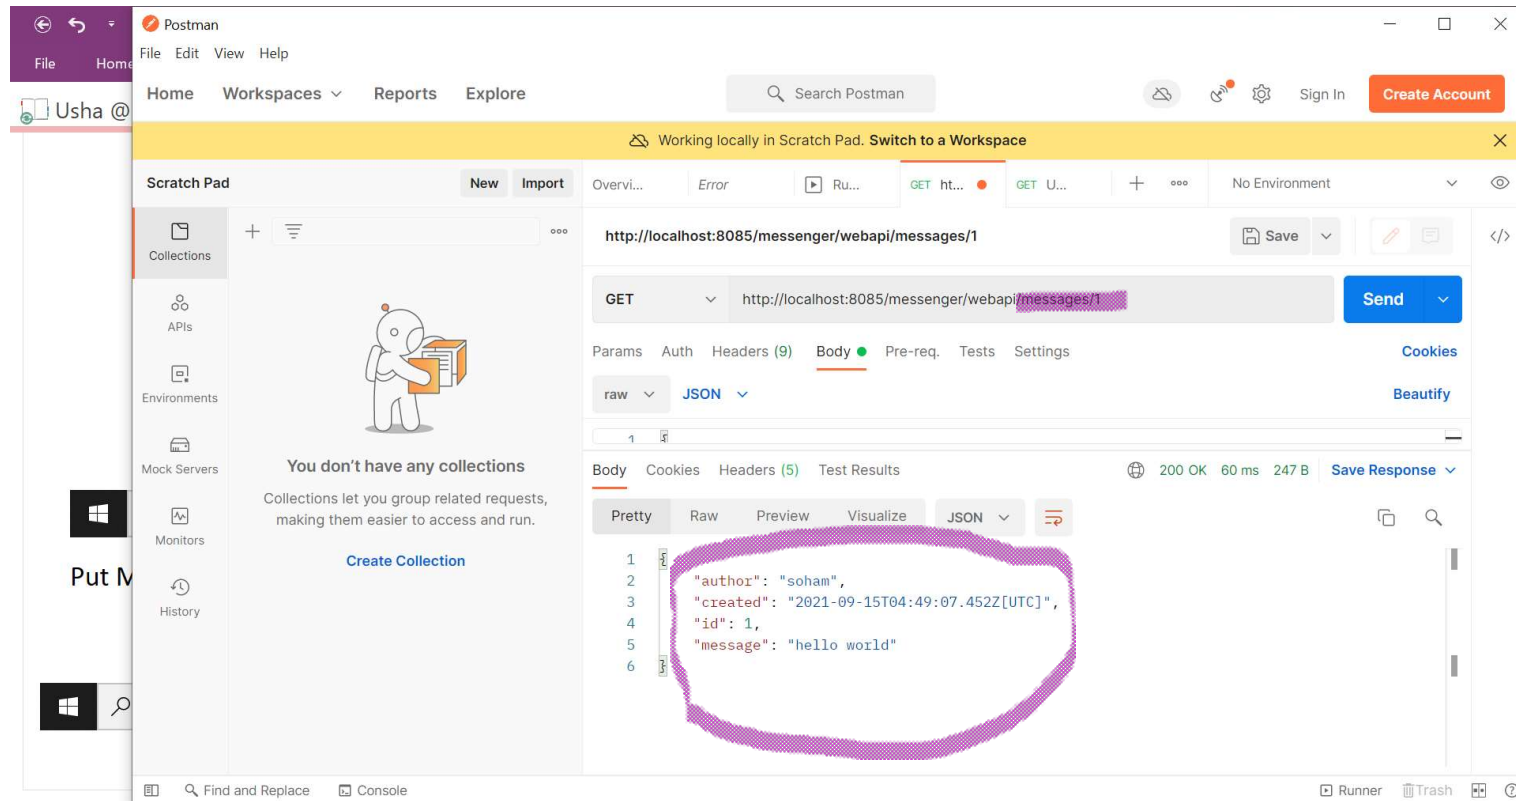 Postman
File Edit View Help
File Home
Home Workspaces Reports Explore Search Postman Sign In Create Account
Usha @
Working locally in Scratch Pad. Switch to a Workspace
Scratch Pad New Import Overvi... Error Ru... GET ht... GET U... No Environment
Collections
http://localhost:8085/messenger/webapi/messages/1 Save </>
GET http://localhost:8085/messenger/webapi/messages/1 Send
APIs
Params Auth Headers (9) Body Pre-req. Tests Settings Cookies
Environments
raw JSON Beautify
1 {
Mock Servers
You don't have any collections
Body Cookies Headers (5) Test Results 200 OK 60 ms 247 B Save Response
Collections let you group related requests,
making them easier to access and run.
Pretty Raw Preview Visualize JSON
Monitors
Create Collection
1 {
2 "author": "soham",
3 "created": "2021-09-15T04:49:07.452Z[UTC]",
4 "id": 1,
5 "message": "hello world"
6 }
Put M
History
Find and Replace Console Runner Trash